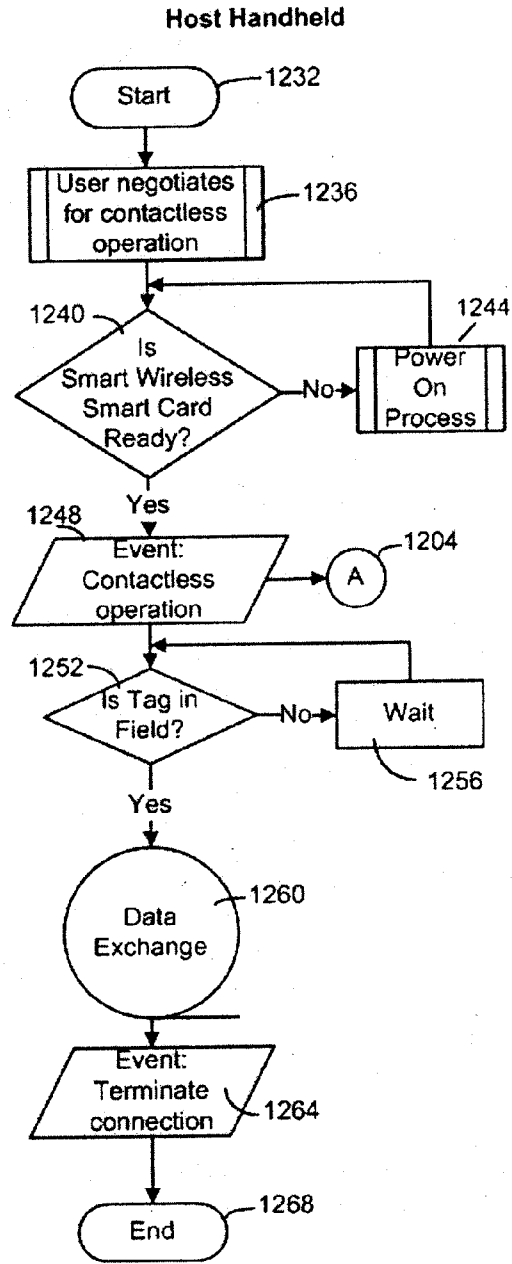 Host Handheld
1232
Start
User negotiates
for contactless
operation
1236
1240
Is
Smart Wireless
Smart Card
Ready?
No
1244
Power
On
Process
Yes
1248
Event:
Contactless
operation
1204
A
1252
Is Tag in
Field?
No
Wait
1256
Yes
1260
Data
Exchange
Event:
Terminate
connection
1264
1268
End